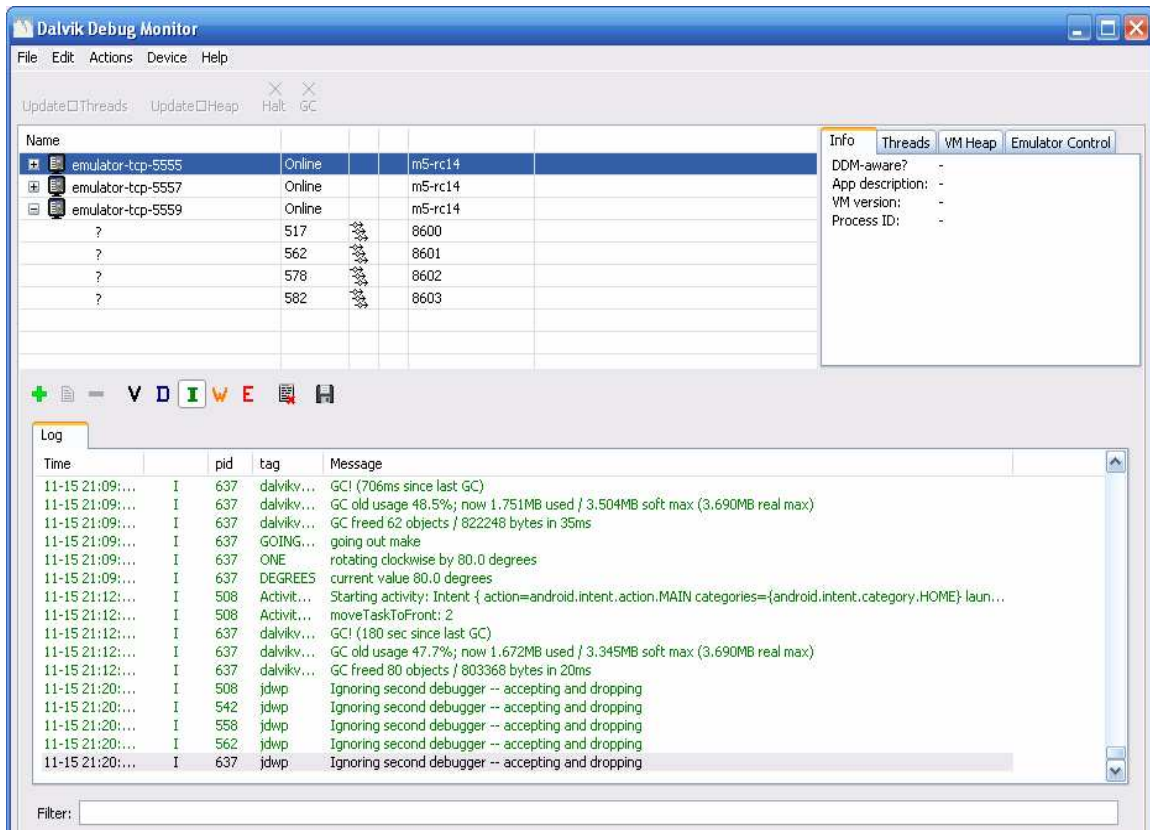 Dalvik Debug Monitor
File Edit Actions Device Help
Update□Threads Update□Heap Halt GC
Name
emulator-tcp-5555 Online m5-rc14
emulator-tcp-5557 Online m5-rc14
emulator-tcp-5559 Online m5-rc14
? 517 8600
? 562 8601
? 578 8602
? 582 8603
Info Threads VM Heap Emulator Control
DDM-aware? -
App description: -
VM version: -
Process ID: -
V D I W E
Log
Time pid tag Message
11-15 21:09:... I 637 dalvikv... GC! (706ms since last GC)
11-15 21:09:... I 637 dalvikv... GC old usage 48.5%; now 1.751MB used / 3.504MB soft max (3.690MB real max)
11-15 21:09:... I 637 dalvikv... GC freed 62 objects / 822248 bytes in 35ms
11-15 21:09:... I 637 GOING... going out make
11-15 21:09:... I 637 ONE rotating clockwise by 80.0 degrees
11-15 21:09:... I 637 DEGREES current value 80.0 degrees
11-15 21:12:... I 508 Activit... Starting activity: Intent { action=android.intent.action.MAIN categories={android.intent.category.HOME} laun...
11-15 21:12:... I 508 Activit... moveTaskToFront: 2
11-15 21:12:... I 637 dalvikv... GC! (180 sec since last GC)
11-15 21:12:... I 637 dalvikv... GC old usage 47.7%; now 1.672MB used / 3.345MB soft max (3.690MB real max)
11-15 21:12:... I 637 dalvikv... GC freed 80 objects / 803368 bytes in 20ms
11-15 21:20:... I 508 jdwp Ignoring second debugger -- accepting and dropping
11-15 21:20:... I 542 jdwp Ignoring second debugger -- accepting and dropping
11-15 21:20:... I 558 jdwp Ignoring second debugger -- accepting and dropping
11-15 21:20:... I 562 jdwp Ignoring second debugger -- accepting and dropping
11-15 21:20:... I 637 jdwp Ignoring second debugger -- accepting and dropping
Filter: